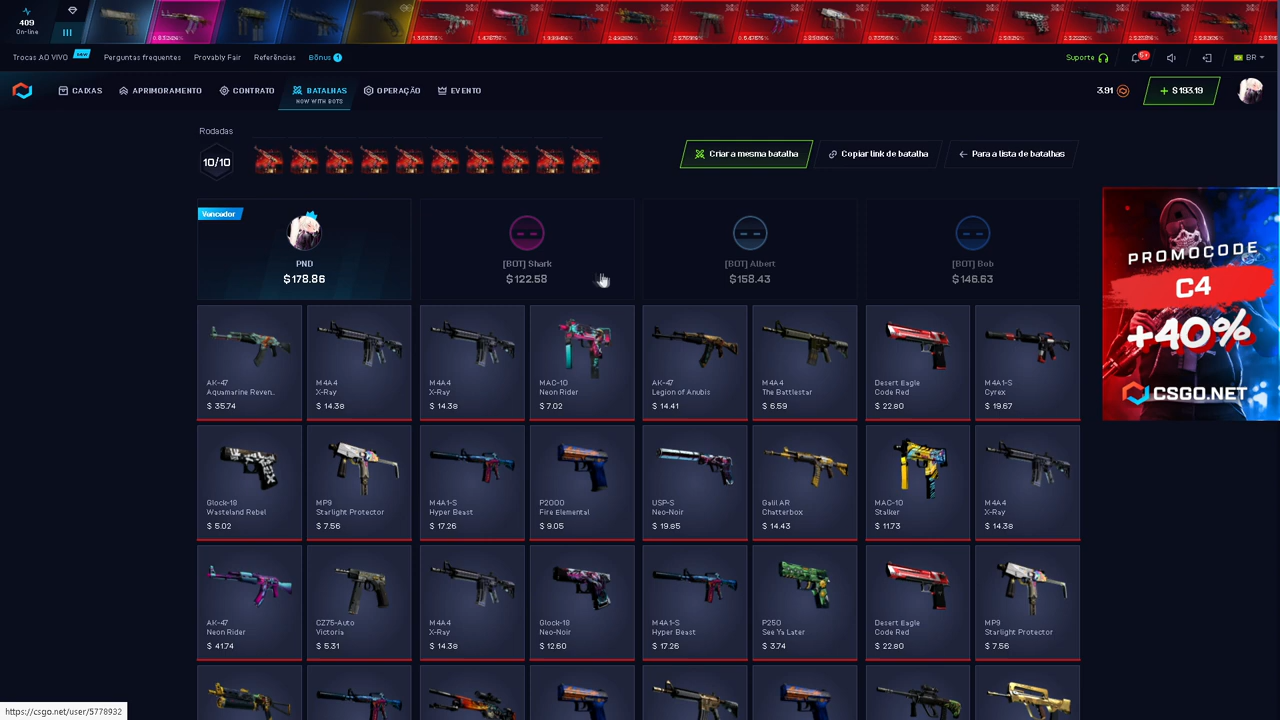 409
On-line
Trocas AO VIVO NEW Perguntas frequentes Provably Fair Referências Bônus 1
Suporte 5+ BR
CAIXAS APRIMORAMENTO CONTRATO BATALHAS OPERAÇÃO EVENTO
NOW WITH BOTS
3.91 + $ 193.19
Rodadas
10/10
Criar a mesma batalha Copiar link de batalha Para a lista de batalhas
Vencedor
PND [BOT] Shark [BOT] Albert [BOT] Bob
$ 178.86 $ 122.58 $ 158.43 $ 146.63
PROMOCODE
C4
+40%
CSGO.NET
AK-47 M4A4 M4A4 MAC-10 AK-47 M4A4 Desert Eagle M4A1-S
Aquamarine Reven... X-Ray X-Ray Neon Rider Legion of Anubis The Battlestar Code Red Cyrex
$ 35.74 $ 14.38 $ 14.38 $ 7.02 $ 14.41 $ 6.59 $ 22.80 $ 19.67
Glock-18 MP9 M4A1-S P2000 USP-S Galil AR MAC-10 M4A4
Wasteland Rebel Starlight Protector Hyper Beast Fire Elemental Neo-Noir Chatterbox Stalker X-Ray
$ 5.02 $ 7.56 $ 17.26 $ 9.05 $ 19.85 $ 14.43 $ 11.73 $ 14.38
AK-47 CZ75-Auto M4A4 Glock-18 M4A1-S P250 Desert Eagle MP9
Neon Rider Victoria X-Ray Neo-Noir Hyper Beast See Ya Later Code Red Starlight Protector
$ 41.74 $ 5.31 $ 14.38 $ 12.60 $ 17.26 $ 3.74 $ 22.80 $ 7.56
https://csgo.net/user/5778932